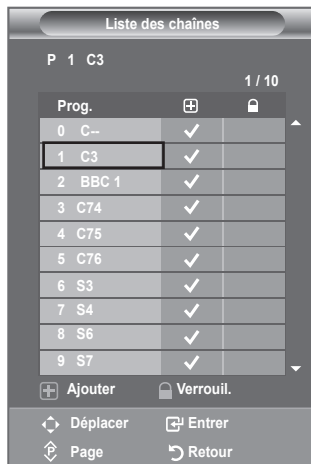 Liste des chaînes
P 1 C3
1 / 10
Prog.
0 C--
1 C3
2 BBC 1
3 C74
4 C75
5 C76
6 S3
7 S4
8 S6
9 S7
Ajouter Verrouil.
Déplacer Entrer
Page Retour